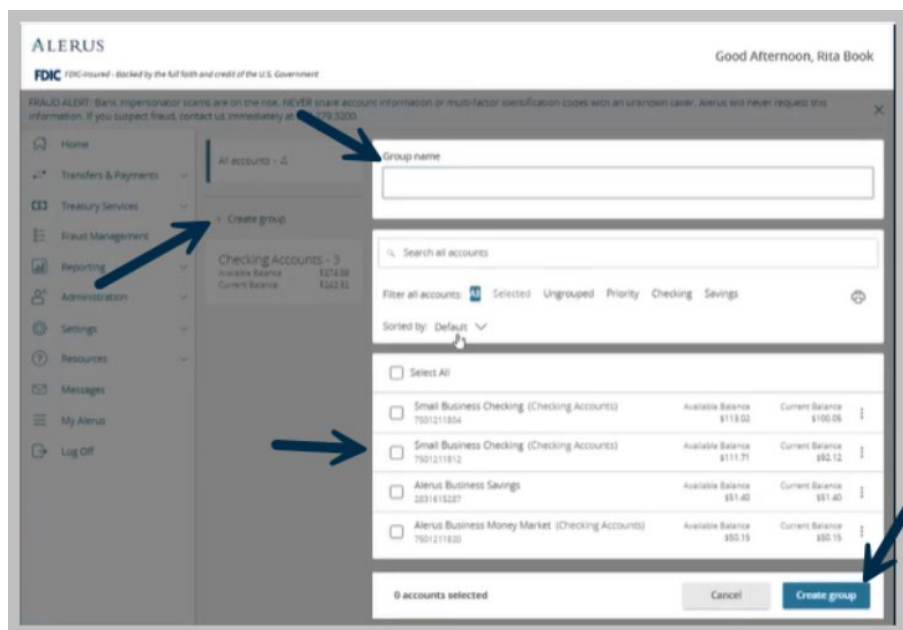 ALERUS
FDIC FDIC-Insured - Backed by the full faith and credit of the U.S. Government
Good Afternoon, Rita Book
FRAUD ALERT: Bank impersonator scams are on the rise. NEVER share account information or multi-factor identification codes with an unknown caller. Alerus will never request this
information. If you suspect fraud, contact us immediately at 279.3200.
Home
Transfers & Payments
Treasury Services
Fraud Management
Reporting
Administration
Settings
Resources
Messages
My Alerus
Log Off
All accounts - 4
+ Create group
Checking Accounts - 3
Available Balance
Current Balance
Group name
Search all accounts
Filter all accounts: All Selected Ungrouped Priority Checking Savings
Sorted by: Default
Select All
Small Business Checking (Checking Accounts) Available Balance Current Balance
7501211804 $113.02 $100.06
Small Business Checking (Checking Accounts) Available Balance Current Balance
7501211812 $111.71 $92.12
Alerus Business Savings Available Balance Current Balance
2031615287 $51.40 $51.40
Alerus Business Money Market (Checking Accounts) Available Balance Current Balance
7501211820 $50.15 $50.15
0 accounts selected
Cancel
Create group